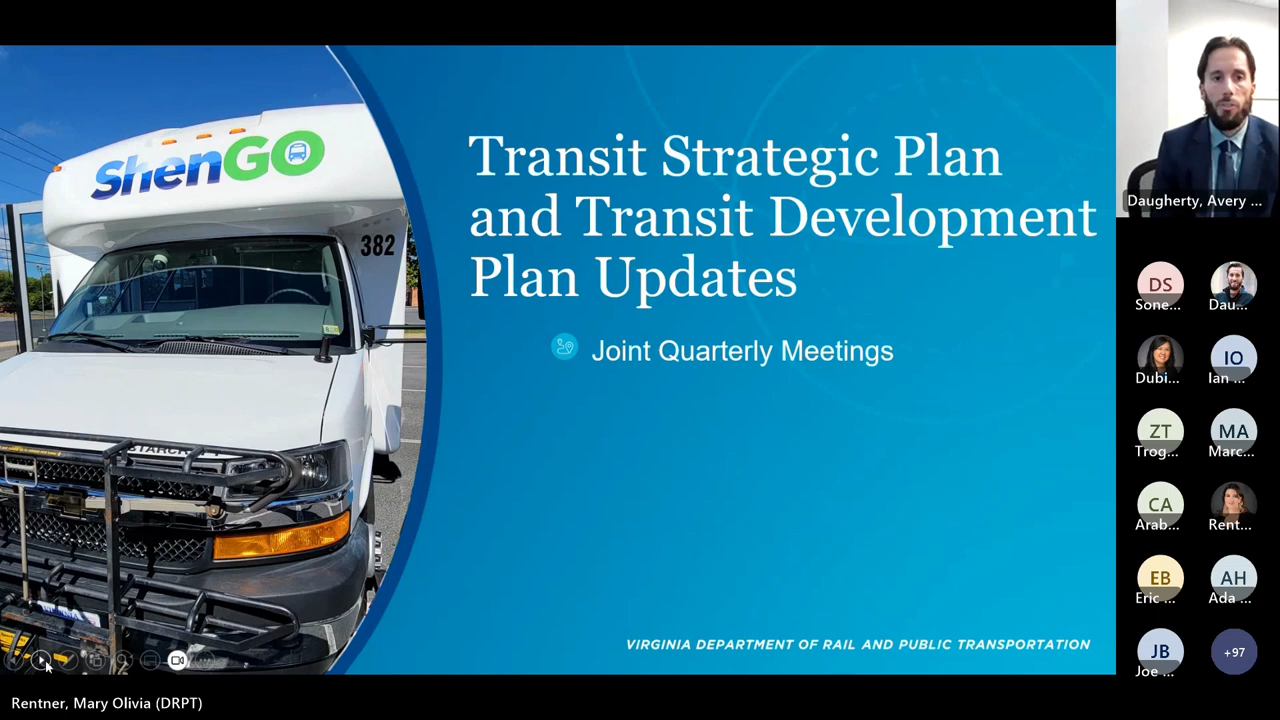 ShenGO
382
STARCRAFT
Transit Strategic Plan
and Transit Development
Plan Updates
Joint Quarterly Meetings
VIRGINIA DEPARTMENT OF RAIL AND PUBLIC TRANSPORTATION
Daugherty, Avery ...
DS
Sone...
Dau...
Dubi...
IO
Ian ...
ZT
Trog...
MA
Marc...
CA
Arab...
Rent...
EB
Eric ...
AH
Ada ...
JB
Joe ...
+97
Rentner, Mary Olivia (DRPT)